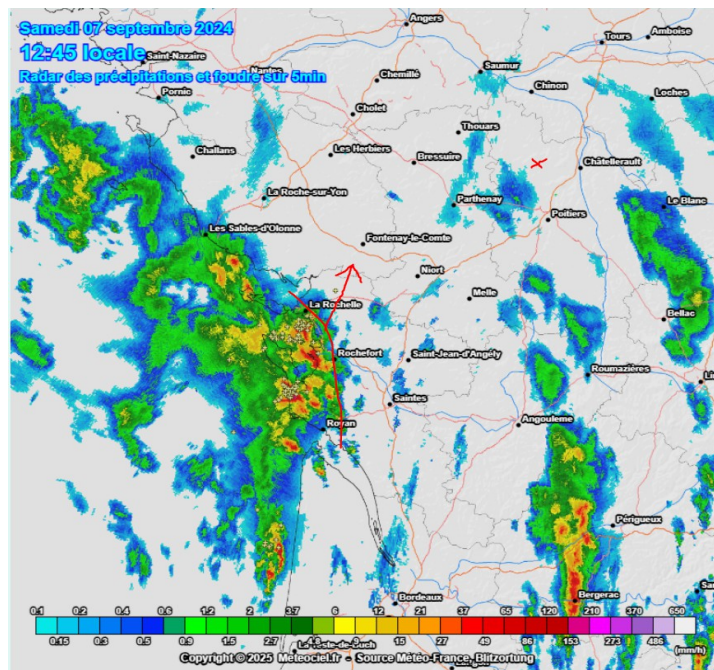 Samedi 07 septembre 2024
12:45 locale
Radar des précipitations et foudre sur 5min
Angers
Tours
Amboise
Saint-Nazaire
Nantes
Saumur
Chemillé
Pornic
Chinon
Loches
Cholet
Thouars
Challans
Les Herbiers
Bressuire
Châtellerault
La Roche-sur-Yon
Parthenay
Le Blanc
Poitiers
Les Sables-d'Olonne
Fontenay-le-Comte
Niort
Melle
La Rochelle
Bellac
Rochefort
Saint-Jean-d'Angély
Roumazières
Saintes
Angouleme
Royan
Périgueux
Bordeaux
Bergerac
0.1 0.2 0.4 0.7 1.2 2 3.7 6 12 21 37 65 120 210 370 650
0.15 0.3 0.5 0.9 1.5 2.7 4.8 9 15 27 49 86 153 273 486 (mm/h)
Copyright © 2025 Meteociel.fr - Source Météo-France, Blitzortung